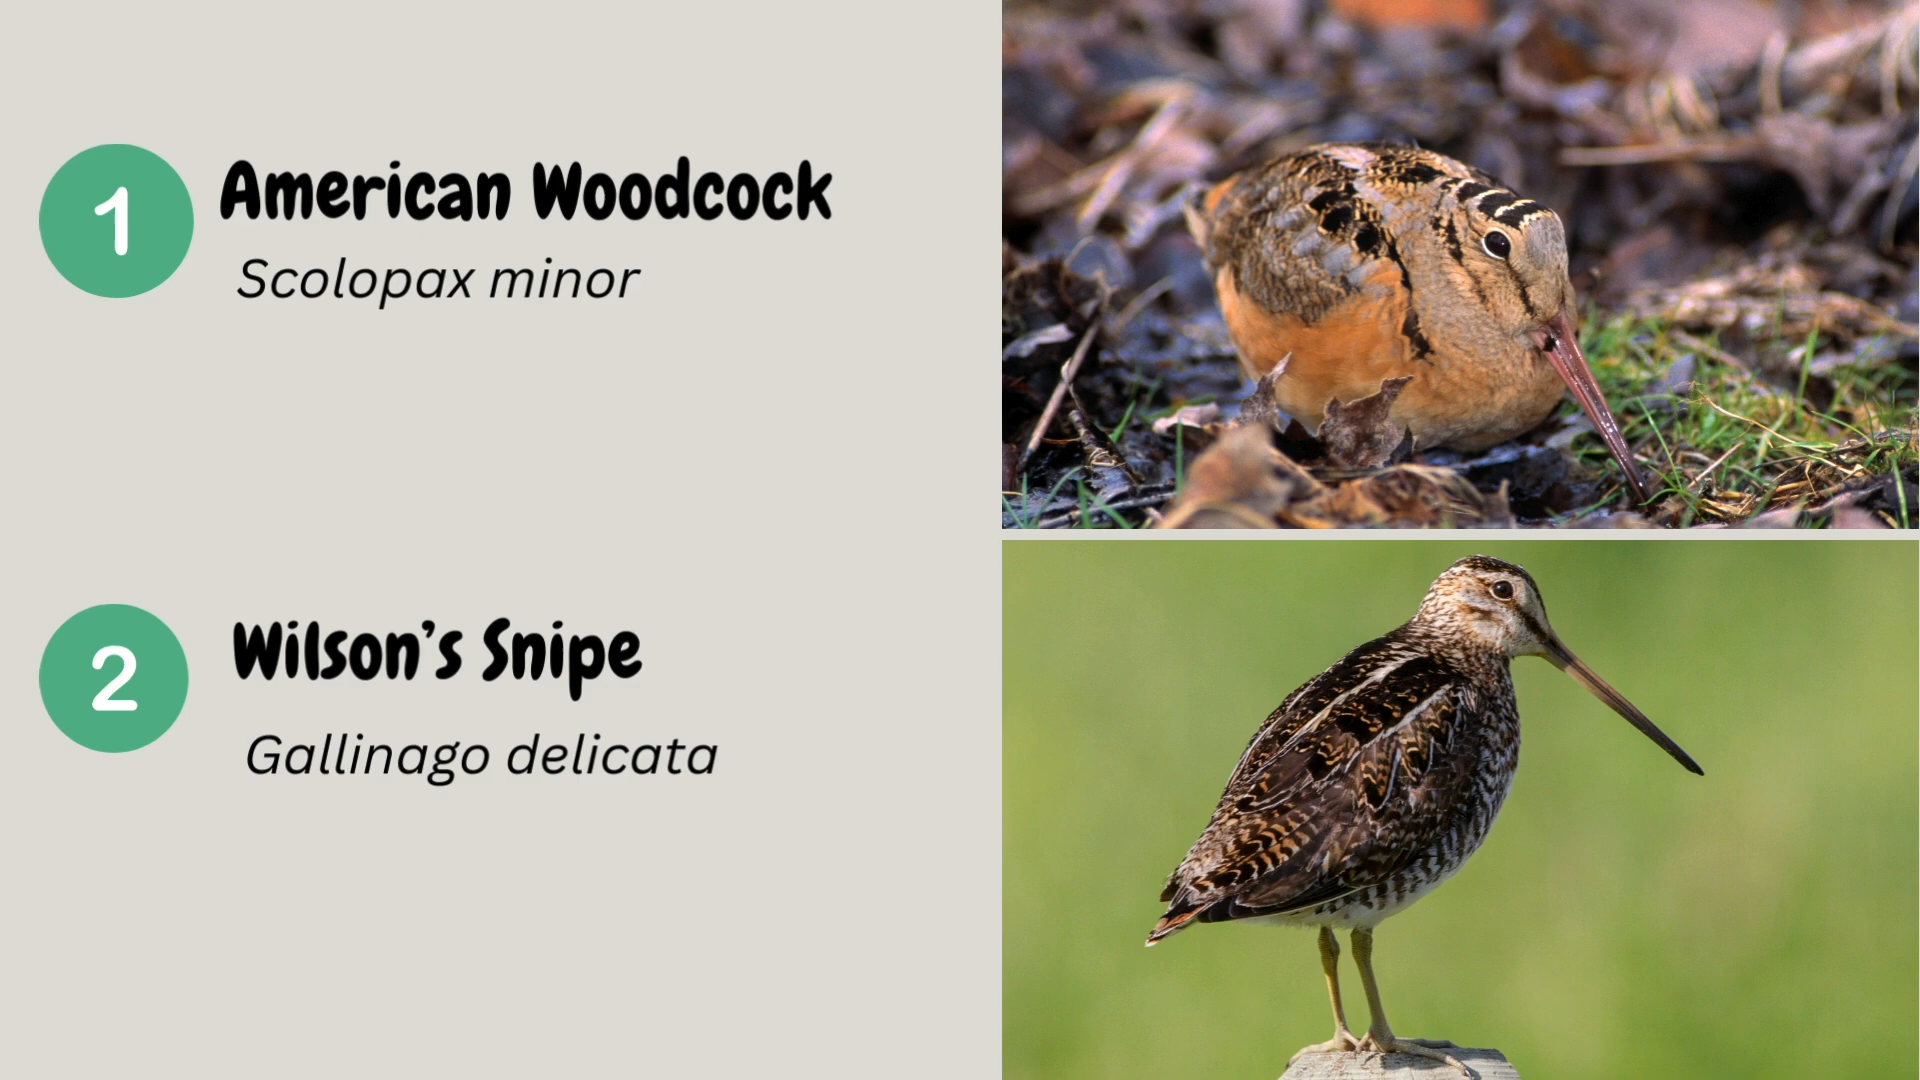 1
American Woodcock
Scolopax minor
2
Wilson's Snipe
Gallinago delicata